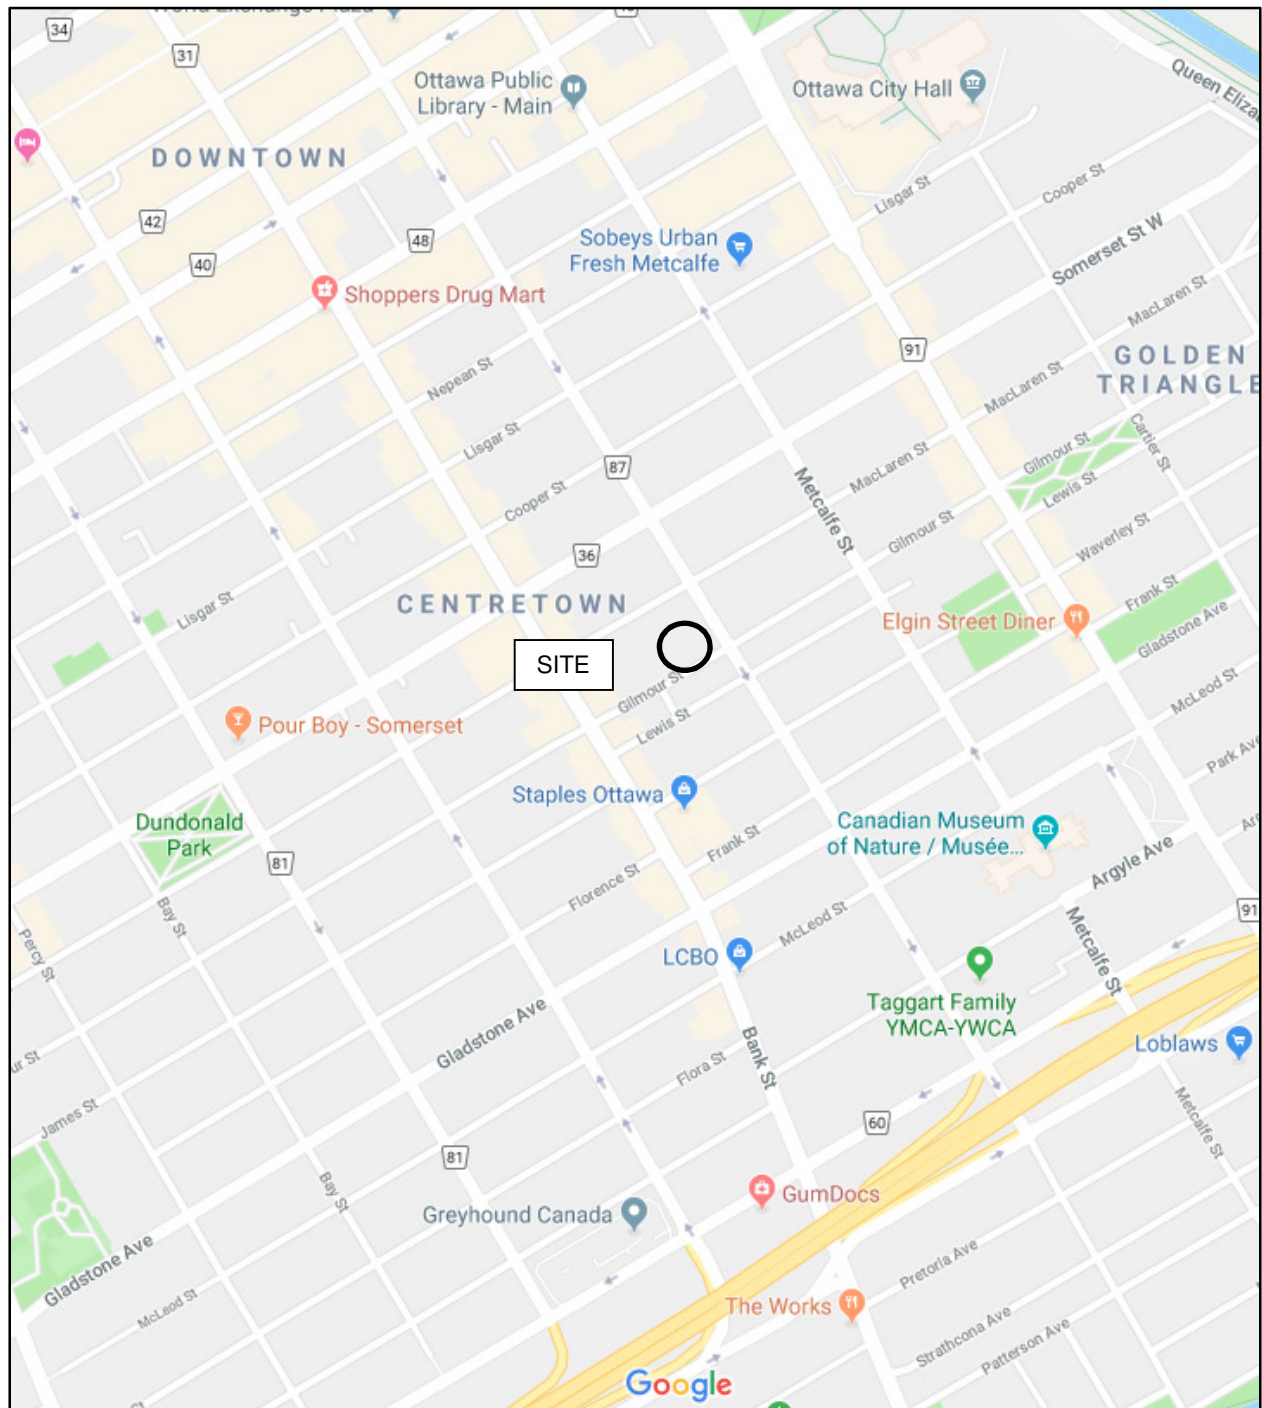 34
31
Ottawa Public
Library - Main
Ottawa City Hall
Queen
DOWNTOWN
Lisgar St
Cooper St
42
48
40
Sobeys Urban
Fresh Metcalfe
Somerset St W
Shoppers Drug Mart
MacLaren St
91
GOLDEN
TRIANGLE
Nepean St
MacLaren St
Lisgar St
Cartier St
Gilmour St
87
MacLaren St
Lewis St
Cooper St
Metcalfe St
Gilmour St
Waverley St
36
Lisgar St
CENTRETOWN
Frank St
Elgin Street Diner
Gladstone Ave
SITE
Gilmour St
McLeod St
Lewis St
Pour Boy - Somerset
Park Ave
Staples Ottawa
Dundonald
Park
Canadian Museum
of Nature / Musée...
Frank St
81
Argyle Ave
Florence St
Bay St
McLeod St
91
Percy St
LCBO
Metcalfe St
Taggart Family
YMCA-YWCA
Gladstone Ave
Loblaws
Bank St
Flora St
James St
60
Metcalfe St
81
Bay St
GumDocs
Greyhound Canada
Gladstone Ave
Pretoria Ave
McLeod St
The Works
Strathcona Ave
Patterson Ave
Google